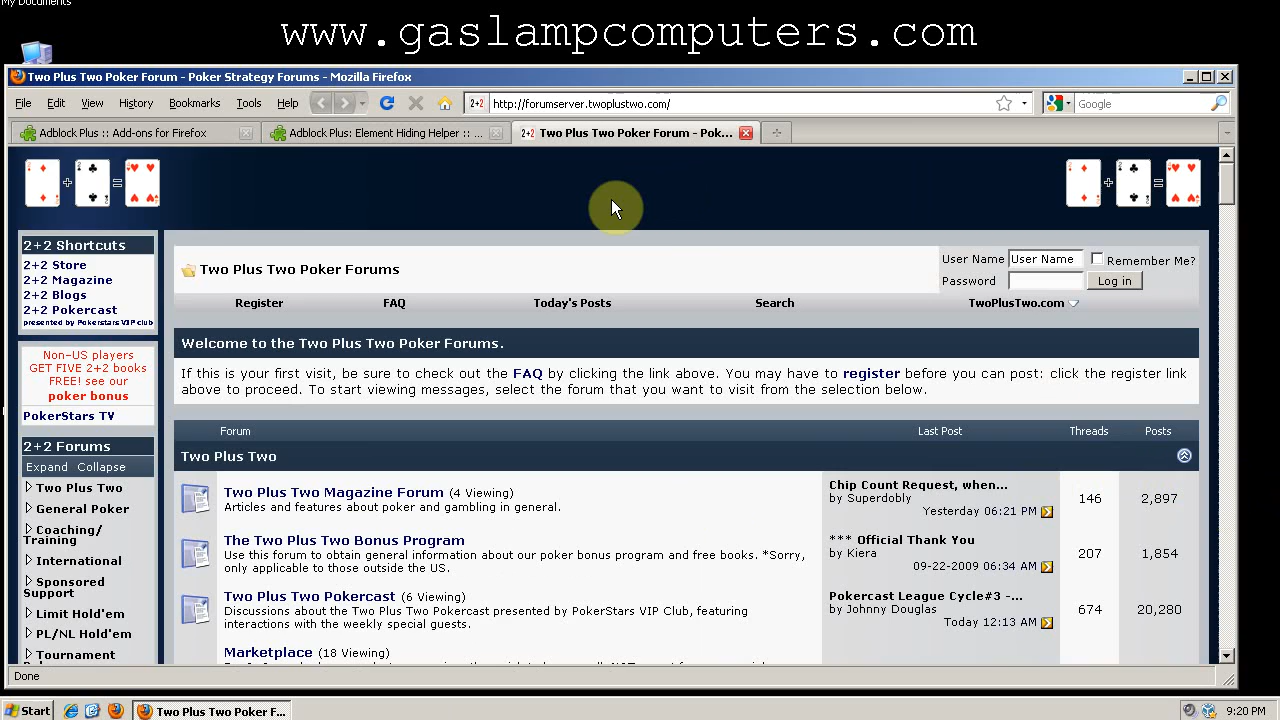 My Documents
www.gaslampcomputers.com
Two Plus Two Poker Forum - Poker Strategy Forums - Mozilla Firefox
File Edit View History Bookmarks Tools Help
2+2 http://forumserver.twoplustwo.com/
Google
Adblock Plus :: Add-ons for Firefox
Adblock Plus: Element Hiding Helper :: ...
2+2 Two Plus Two Poker Forum - Pok...
2+2 Shortcuts
2+2 Store
2+2 Magazine
2+2 Blogs
2+2 Pokercast
presented by Pokerstars VIP club
Non-US players
GET FIVE 2+2 books
FREE! see our
poker bonus
PokerStars TV
2+2 Forums
Expand Collapse
Two Plus Two
General Poker
Coaching/
Training
International
Sponsored
Support
Limit Hold'em
PL/NL Hold'em
Tournament
Two Plus Two Poker Forums
User Name User Name Remember Me?
Password Log in
Register FAQ Today's Posts Search TwoPlusTwo.com
Welcome to the Two Plus Two Poker Forums.
If this is your first visit, be sure to check out the FAQ by clicking the link above. You may have to register before you can post: click the register link
above to proceed. To start viewing messages, select the forum that you want to visit from the selection below.
Forum Last Post Threads Posts
Two Plus Two
Two Plus Two Magazine Forum (4 Viewing)
Articles and features about poker and gambling in general.
Chip Count Request, when...
by Superdobly
Yesterday 06:21 PM
146 2,897
The Two Plus Two Bonus Program
Use this forum to obtain general information about our poker bonus program and free books. *Sorry,
only applicable to those outside the US.
*** Official Thank You
by Kiera
09-22-2009 06:34 AM
207 1,854
Two Plus Two Pokercast (6 Viewing)
Discussions about the Two Plus Two Pokercast presented by PokerStars VIP Club, featuring
interactions with the weekly special guests.
Pokercast League Cycle#3 -...
by Johnny Douglas
Today 12:13 AM
674 20,280
Marketplace (18 Viewing)
Done
Start
Two Plus Two Poker F...
9:20 PM